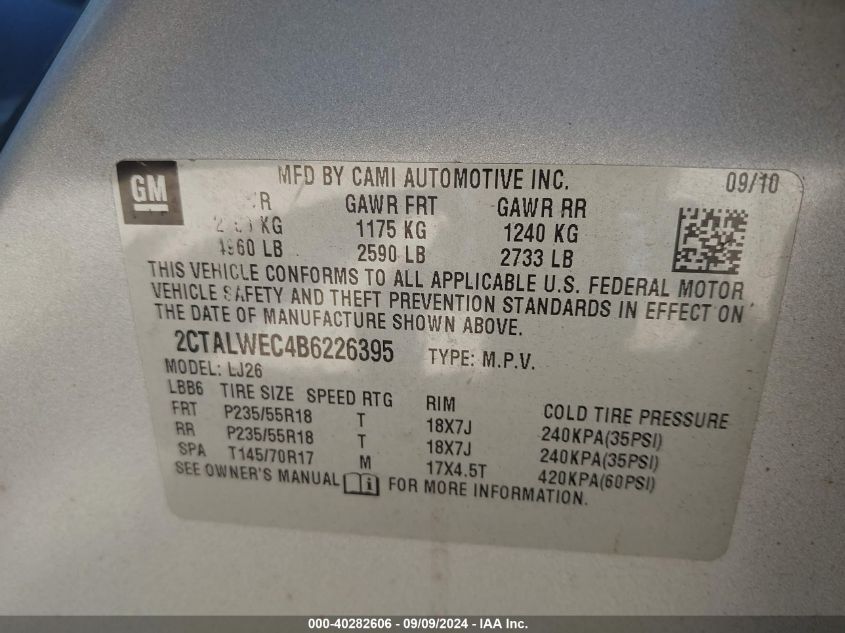 GM
MFD BY CAMI AUTOMOTIVE INC. 09/10
GAWR FRT GAWR RR
KG 1175 KG 1240 KG
4960 LB 2590 LB 2733 LB
THIS VEHICLE CONFORMS TO ALL APPLICABLE U.S. FEDERAL MOTOR
VEHICLE SAFETY AND THEFT PREVENTION STANDARDS IN EFFECT ON
THE DATE OF MANUFACTURE SHOWN ABOVE.
2CTALWEC4B6226395 TYPE: M.P.V.
MODEL: LJ26
LBB6 TIRE SIZE SPEED RTG RIM COLD TIRE PRESSURE
FRT P235/55R18 T 18X7J 240KPA(35PSI)
RR P235/55R18 T 18X7J 240KPA(35PSI)
SPA T145/70R17 M 17X4.5T 420KPA(60PSI)
SEE OWNER'S MANUAL FOR MORE INFORMATION.
000-40282606 - 09/09/2024 - IAA Inc.